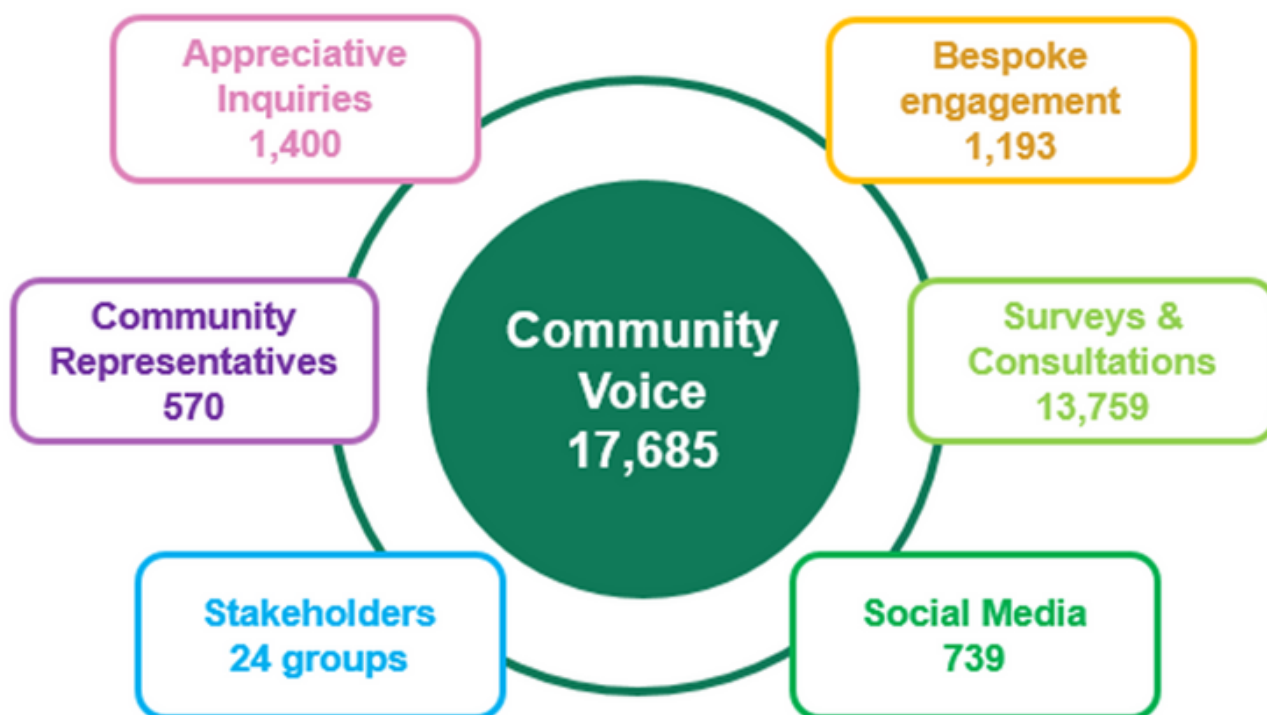 Appreciative
Inquiries
1,400
Bespoke
engagement
1,193
Community
Representatives
570
Community
Voice
17,685
Surveys &
Consultations
13,759
Stakeholders
24 groups
Social Media
739